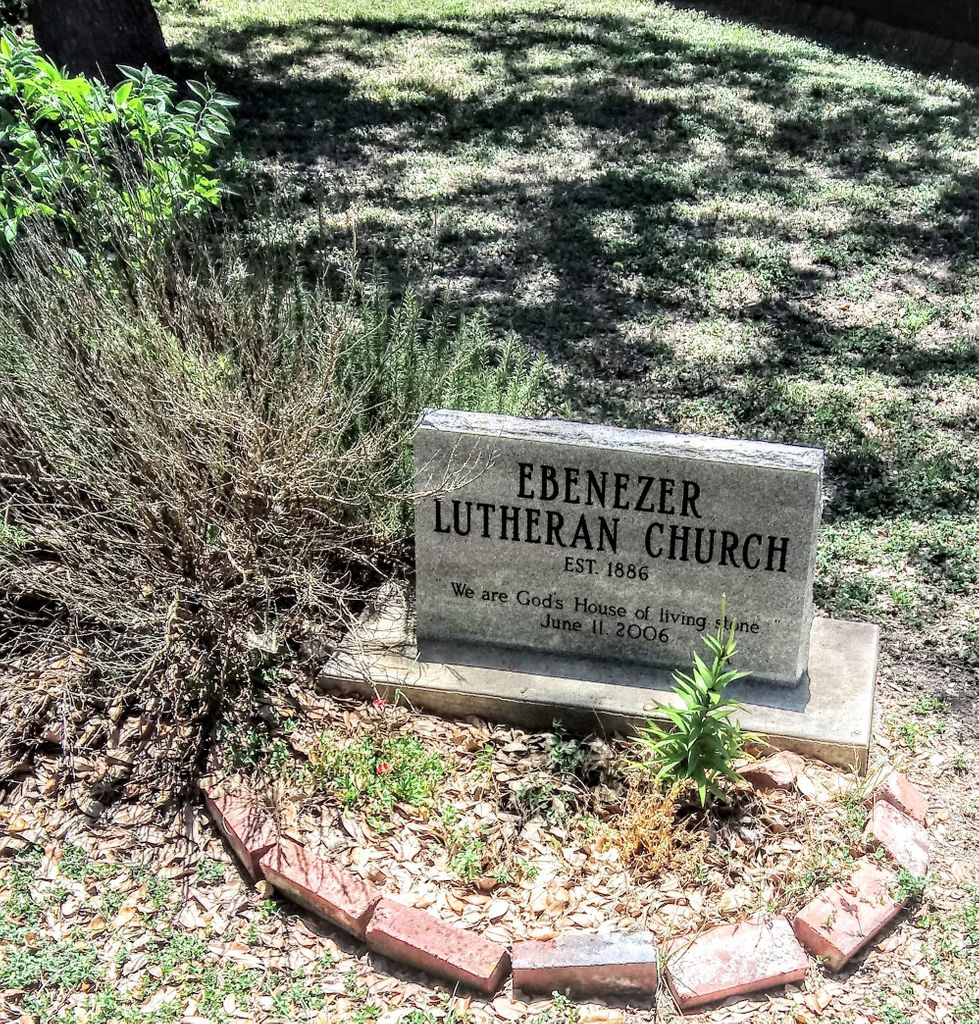 EBENEZER
LUTHERAN CHURCH
EST. 1886
"We are God's House of living stone"
June 11, 2006